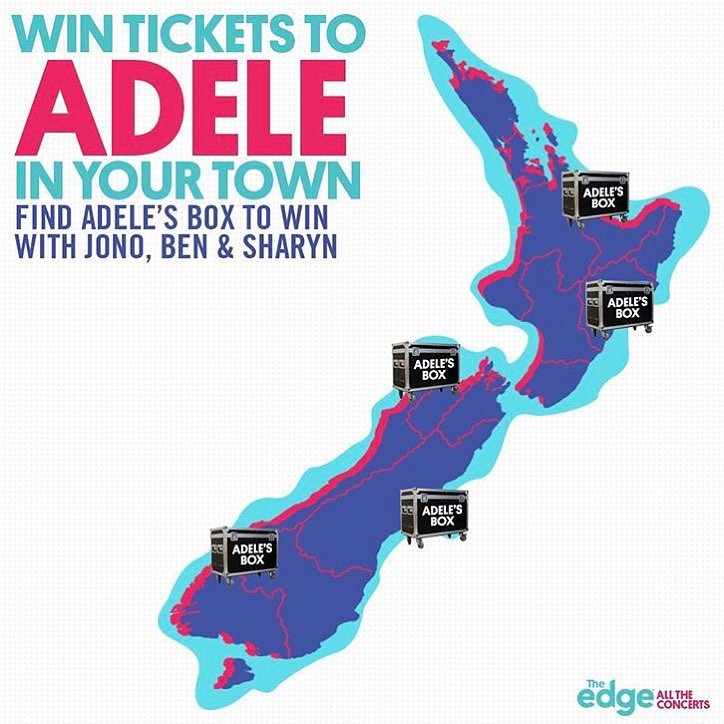 WIN TICKETS TO
ADELE
IN YOUR TOWN
FIND ADELE'S BOX TO WIN
WITH JONO, BEN & SHARYN
ADELE'S
BOX
ADELE'S
BOX
ADELE'S
BOX
ADELE'S
BOX
ADELE'S
BOX
The
edge ALL THE
CONCERTS